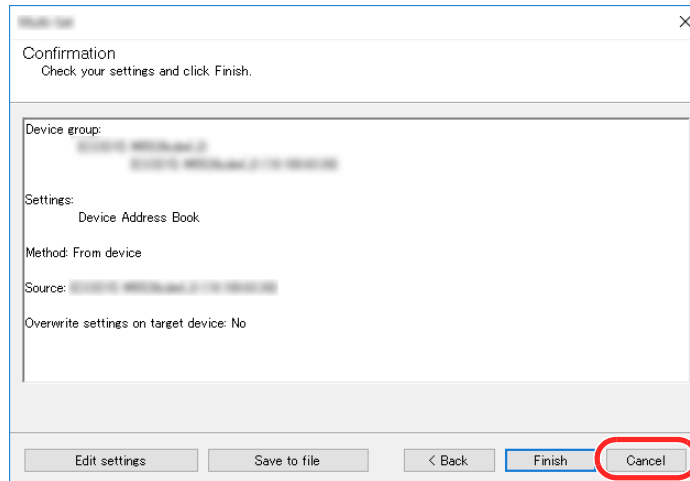 Confirmation
Check your settings and click Finish.
Device group:
Settings:
Device Address Book
Method: From device
Source:
Overwrite settings on target device: No
Edit settings
Save to file
< Back
Finish
Cancel